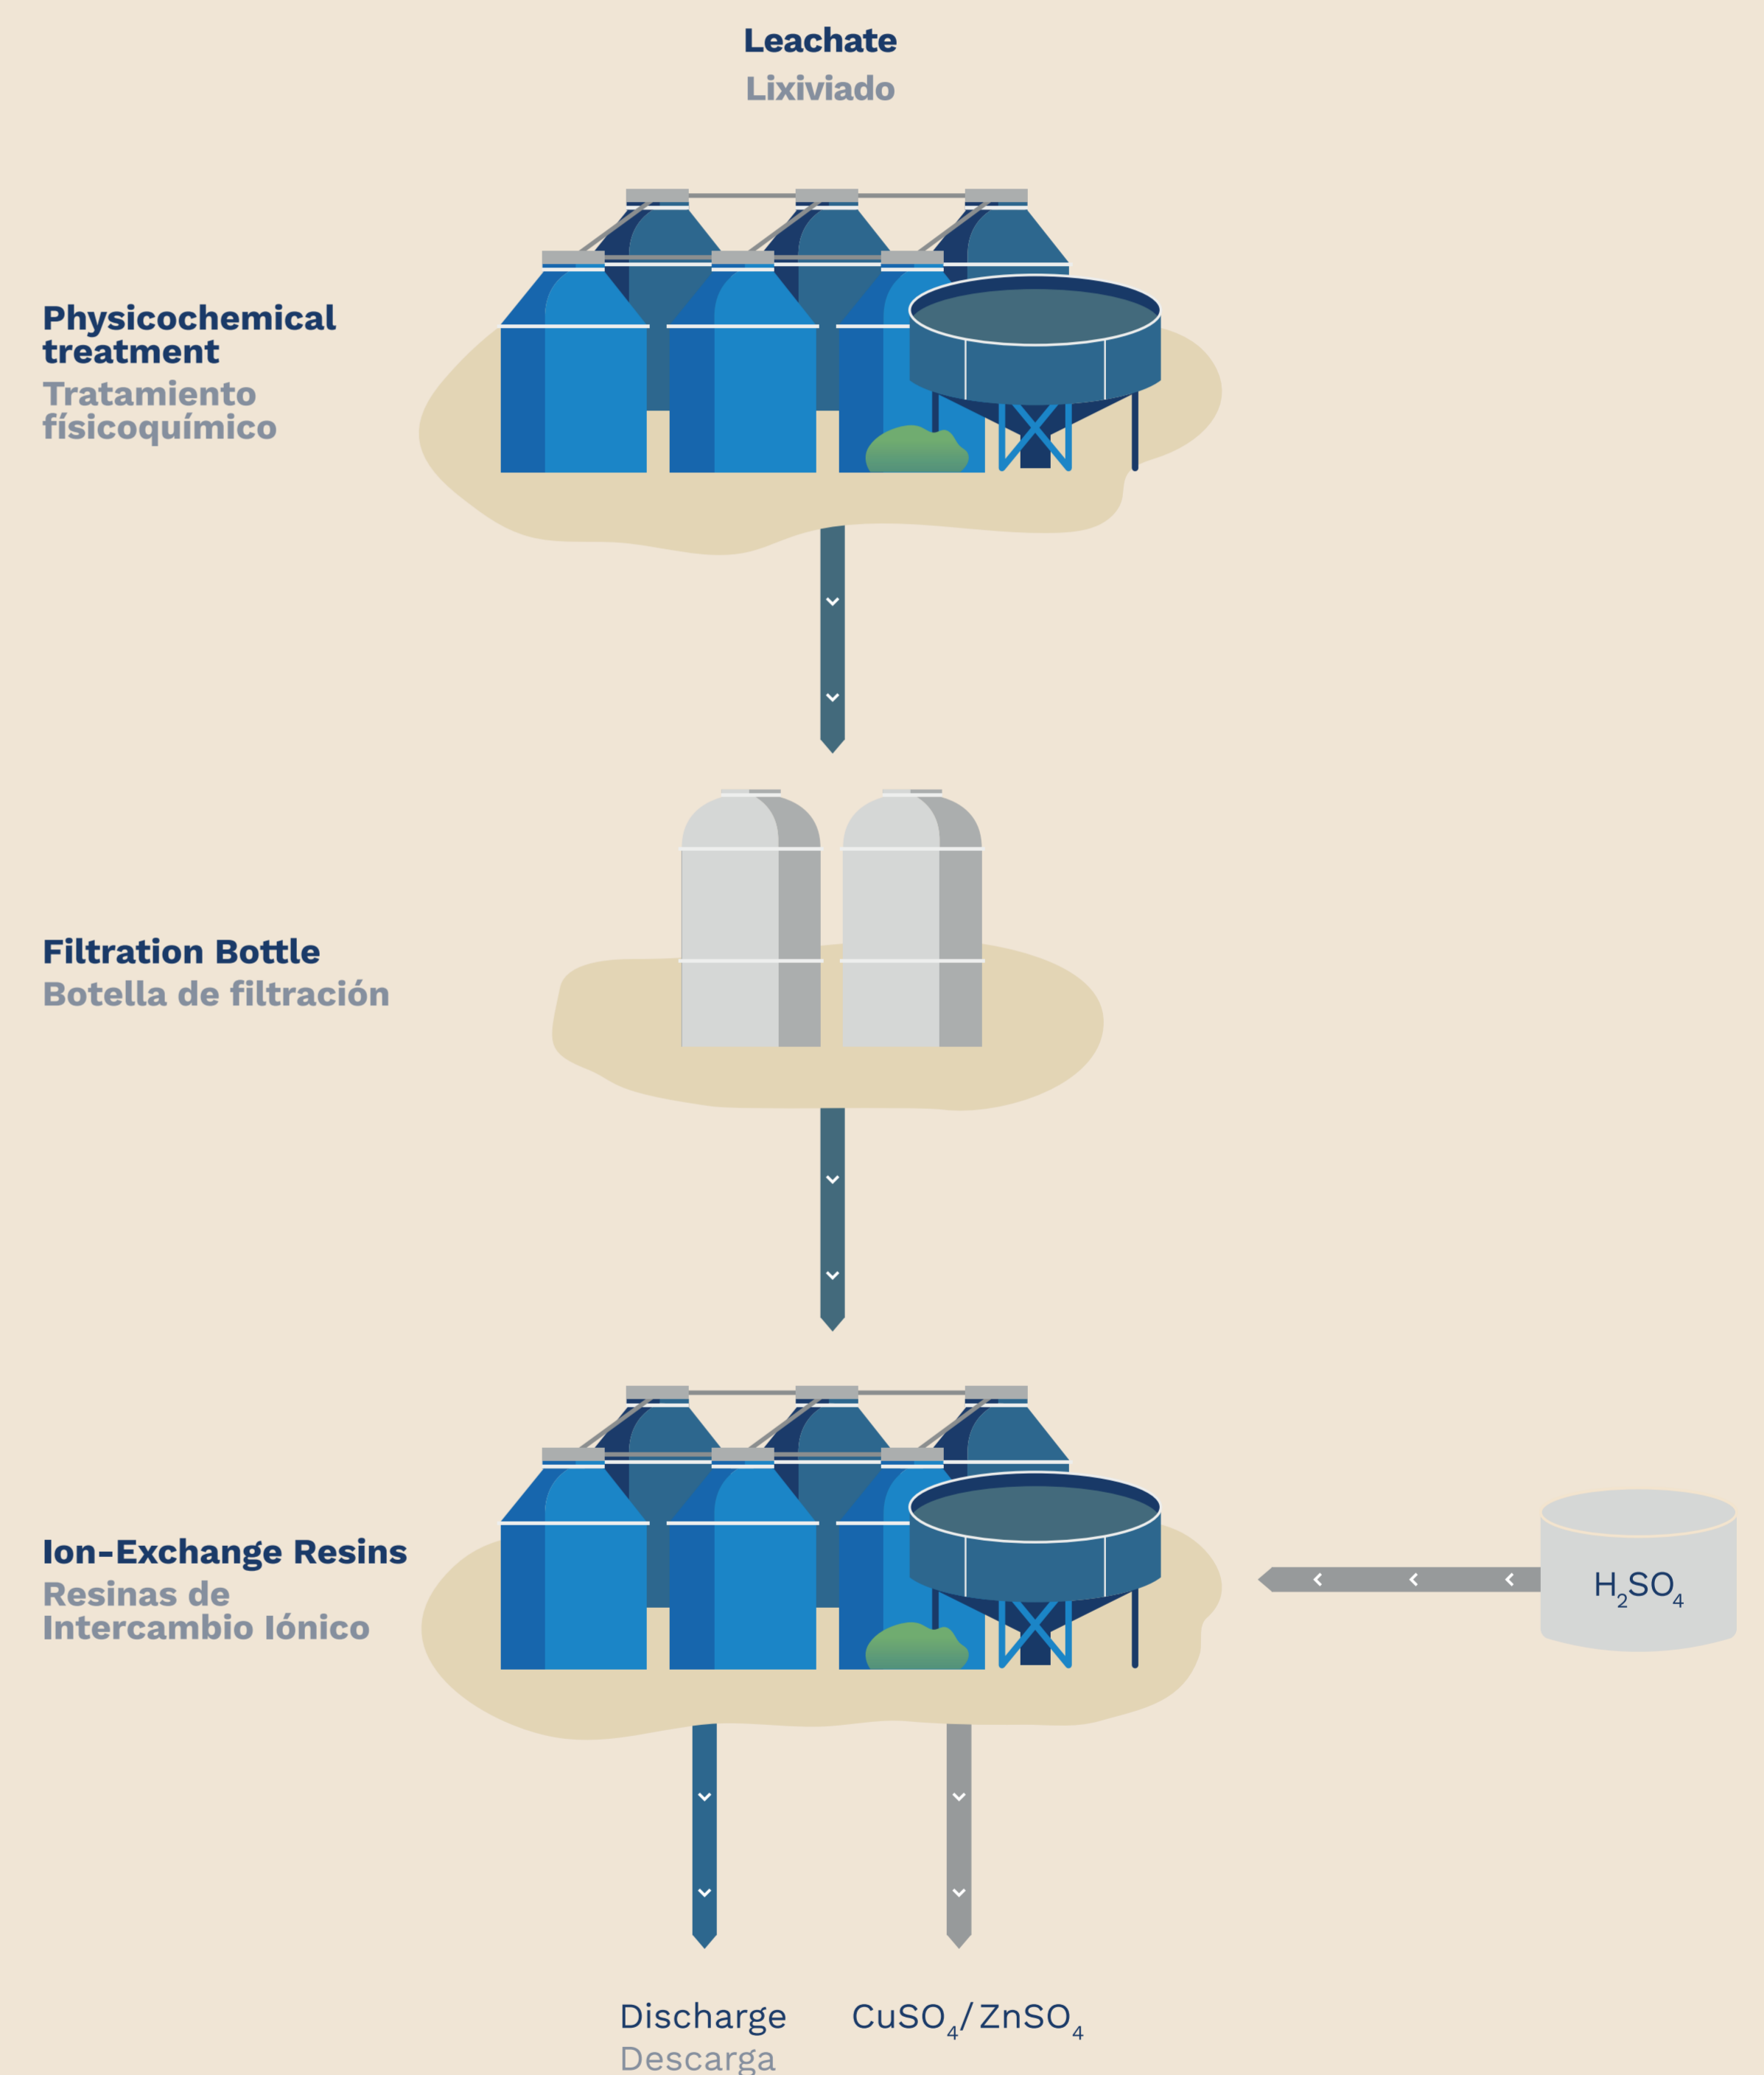 Leachate
Lixiviado
Physicochemical
treatment
Tratamiento
físicoquímico
Filtration Bottle
Botella de filtración
Ion-Exchange Resins
Resinas de
Intercambio Iónico
H₂SO₄
Discharge
Descarga
CuSO₄/ZnSO₄